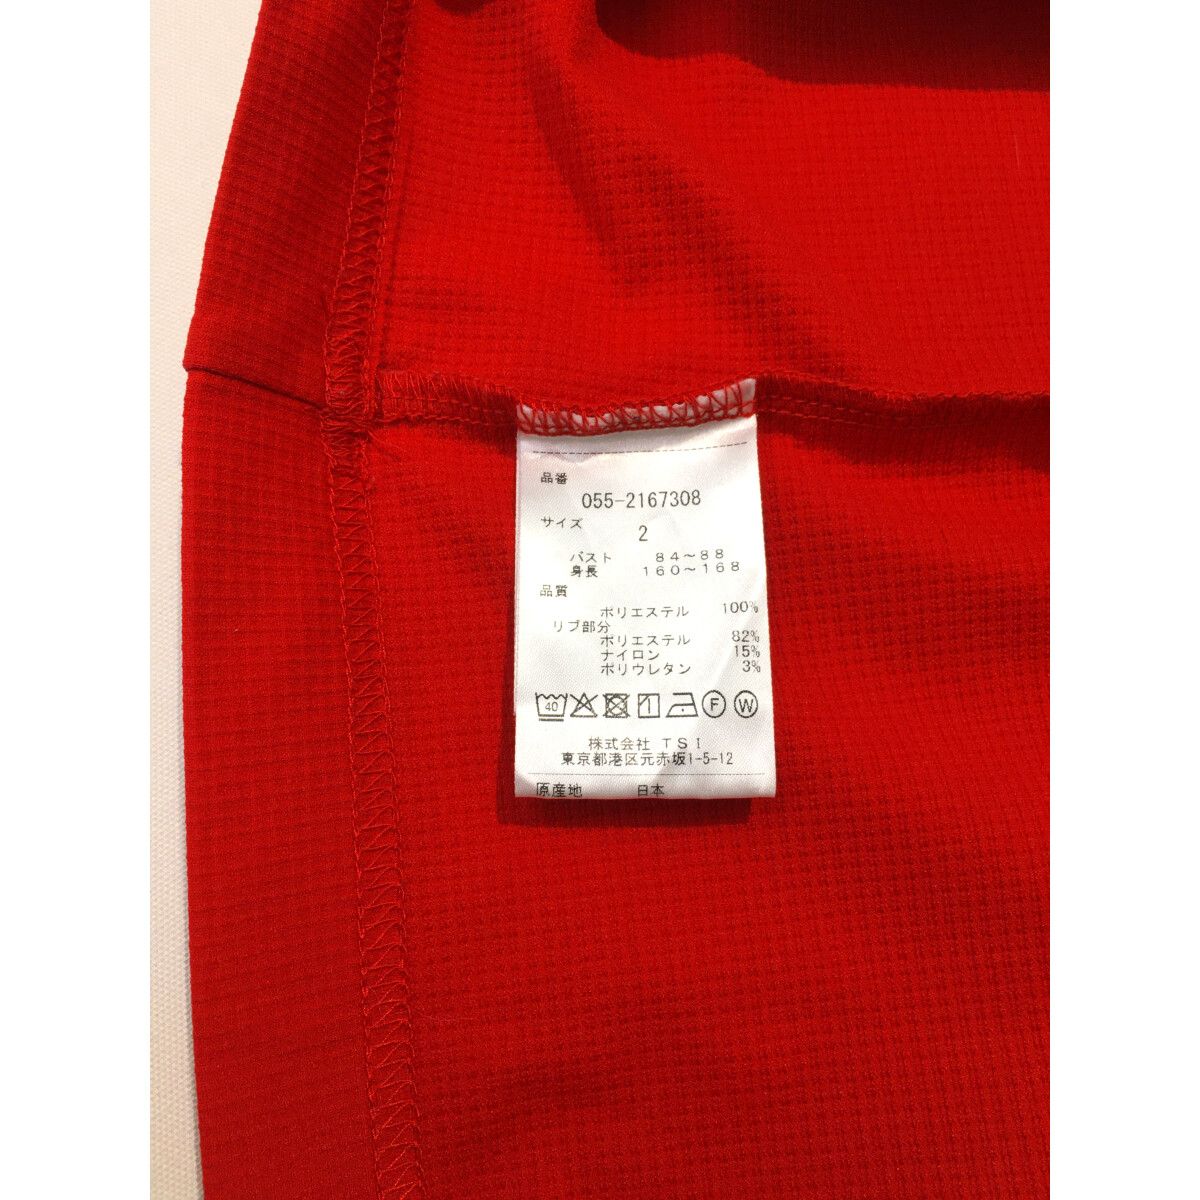 品番
055-2167308
サイズ
2
バスト 84～88
身長 160～168
品質
ポリエステル 100%
リブ部分
ポリエステル 82%
ナイロン 15%
ポリウレタン 3%
40 F W
株式会社 TSI
東京都港区元赤坂1-5-12
原産地 日本